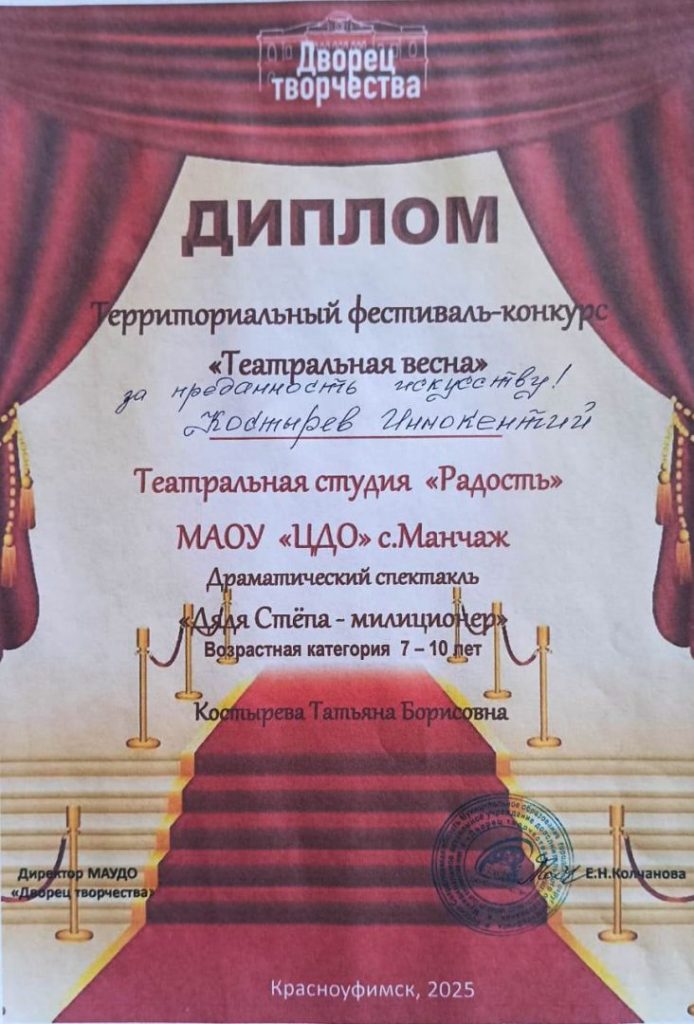 Дворец
творчества
ДИПЛОМ
Территориальный фестиваль-конкурс
«Театральная весна»
за преданность искусству!
Костырев Иннокентий
Театральная студия «Радость»
МАОУ «ЦДО» с.Манчаж
Драматический спектакль
«Дядя Стёпа - милиционер»
Возрастная категория 7 – 10 лет
Костырева Татьяна Борисовна
Директор МАУДО
«Дворец творчества»
Е.Н.Колчанова
Красноуфимск, 2025